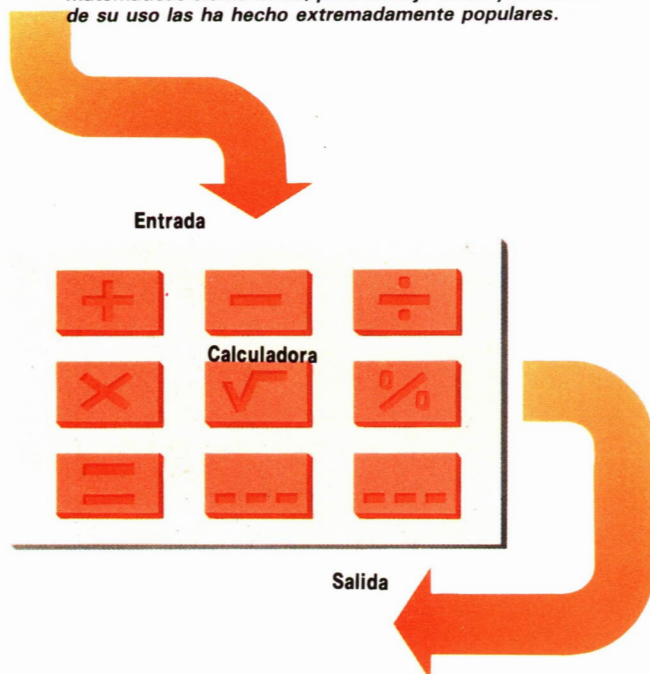 de su uso las ha hecho extremadamente populares.
Entrada
+ − ÷
Calculadora
× √ %
= --- ---
Salida